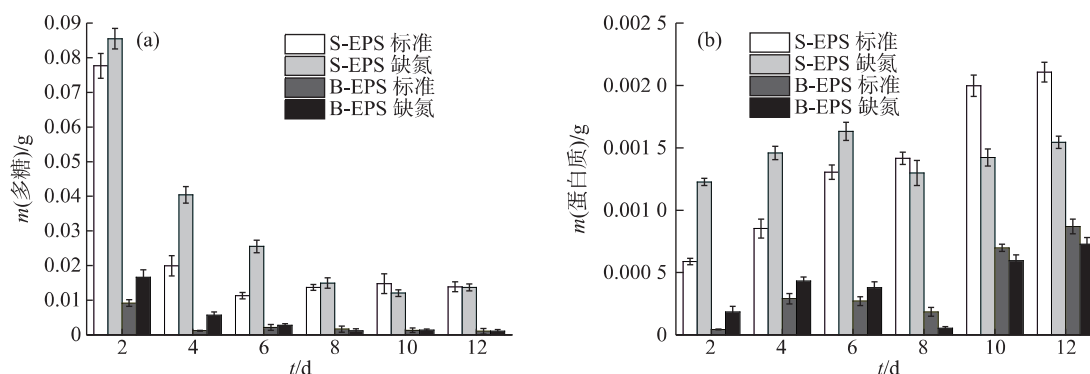 (a)
S-EPS 标准
S-EPS 缺氮
B-EPS 标准
B-EPS 缺氮
m(多糖)/g
0.09
0.08
0.07
0.06
0.05
0.04
0.03
0.02
0.01
0
2 4 6 8 10 12
t/d
(b)
S-EPS 标准
S-EPS 缺氮
B-EPS 标准
B-EPS 缺氮
m(蛋白质)/g
0.002 5
0.002 0
0.001 5
0.001 0
0.000 5
0
2 4 6 8 10 12
t/d